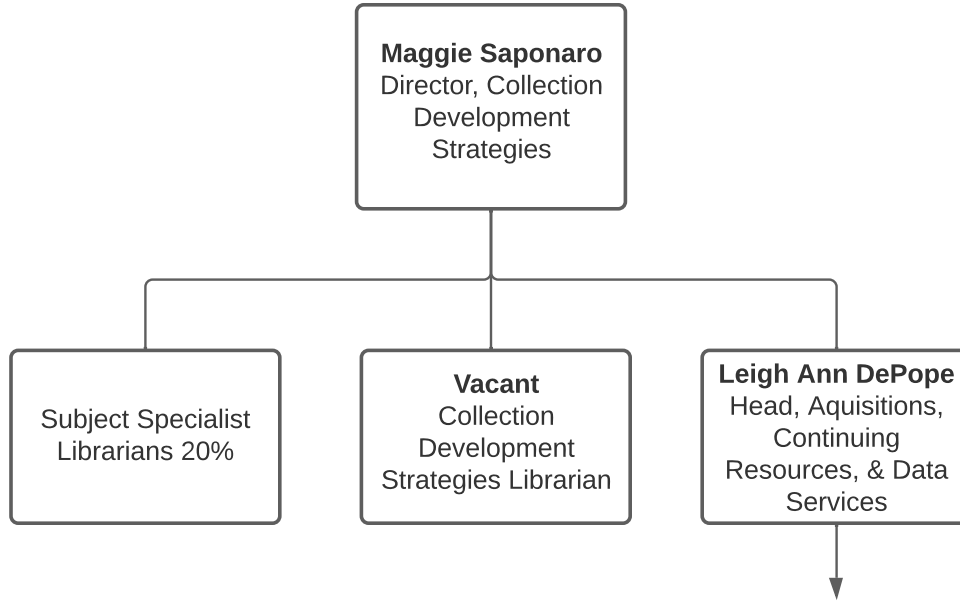 Maggie Saponaro
Director, Collection
Development
Strategies
Subject Specialist
Librarians 20%
Vacant
Collection
Development
Strategies Librarian
Leigh Ann DePope
Head, Aquisitions,
Continuing
Resources, & Data
Services